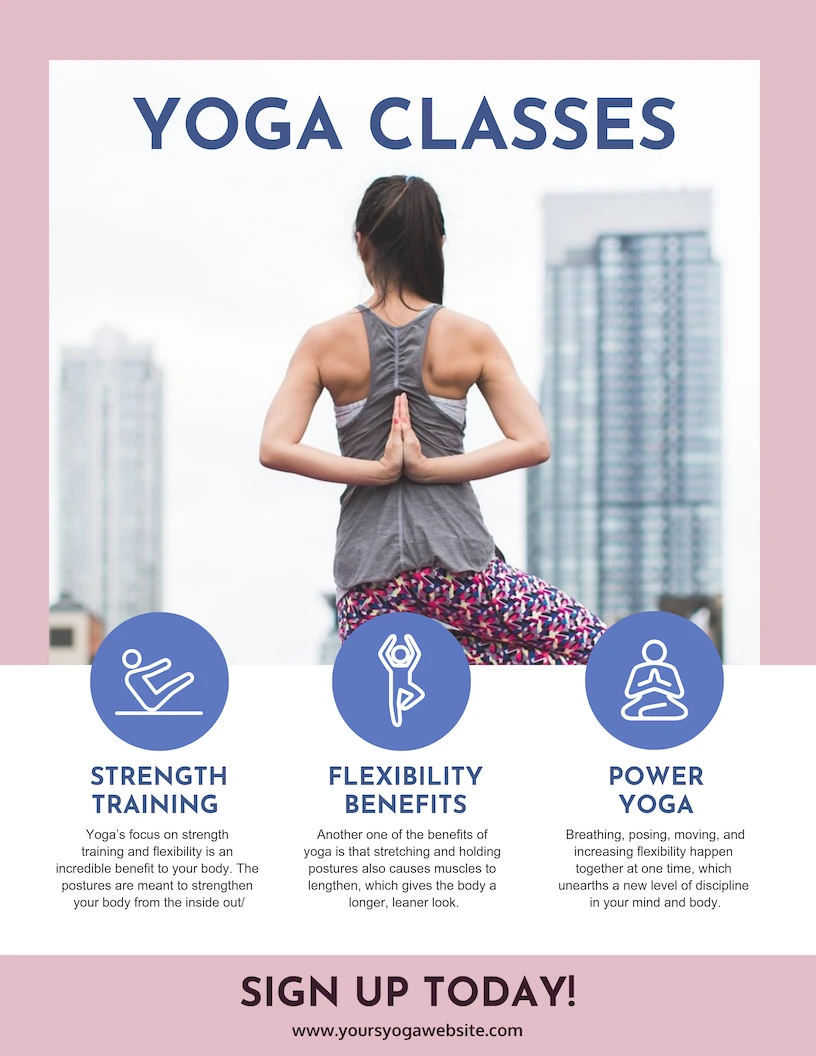 YOGA CLASSES
STRENGTH
TRAINING
Yoga's focus on strength
training and flexibility is an
incredible benefit to your body. The
postures are meant to strengthen
your body from the inside out/
FLEXIBILITY
BENEFITS
Another one of the benefits of
yoga is that stretching and holding
postures also causes muscles to
lengthen, which gives the body a
longer, leaner look.
POWER
YOGA
Breathing, posing, moving, and
increasing flexibility happen
together at one time, which
unearths a new level of discipline
in your mind and body.
SIGN UP TODAY!
www.yoursyogawebsite.com